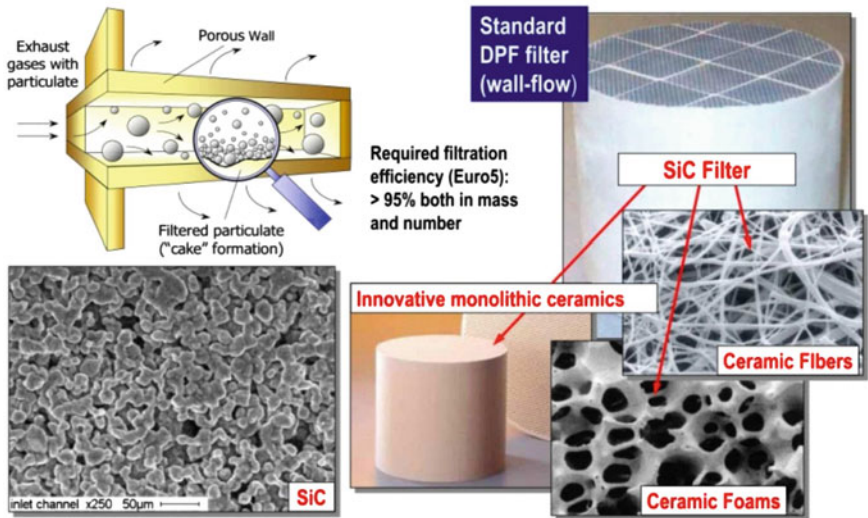 Exhaust
gases with
particulate
Porous Wall
Filtered particulate
("cake" formation)
Required filtration
efficiency (Euro5):
> 95% both in mass
and number
Standard
DPF filter
(wall-flow)
SiC Filter
Innovative monolithic ceramics
Ceramic FIbers
Ceramic Foams
SiC
inlet channel x250 50µm